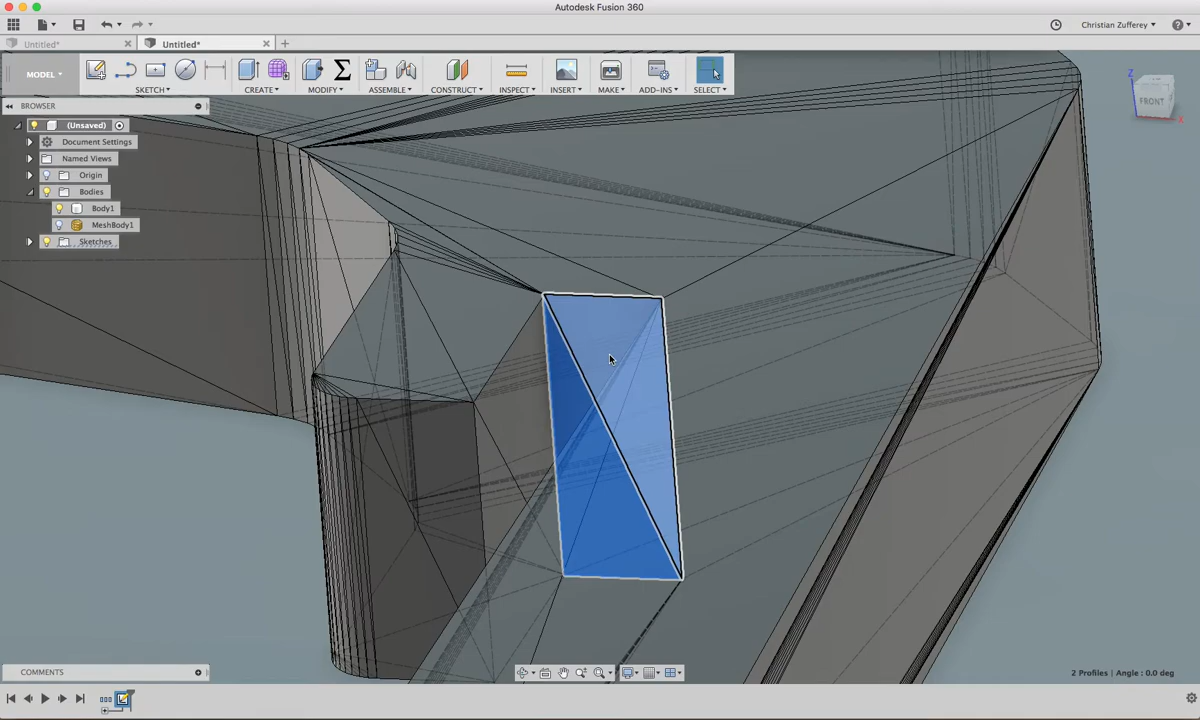 Autodesk Fusion 360
Christian Zufferey
Untitled*
Untitled*
MODEL
SKETCH
CREATE
MODIFY
ASSEMBLE
CONSTRUCT
INSPECT
INSERT
MAKE
ADD-INS
SELECT
BROWSER
(Unsaved)
Document Settings
Named Views
Origin
Bodies
Body1
MeshBody1
Sketches
Z
FRONT
X
COMMENTS
2 Profiles | Angle : 0.0 deg